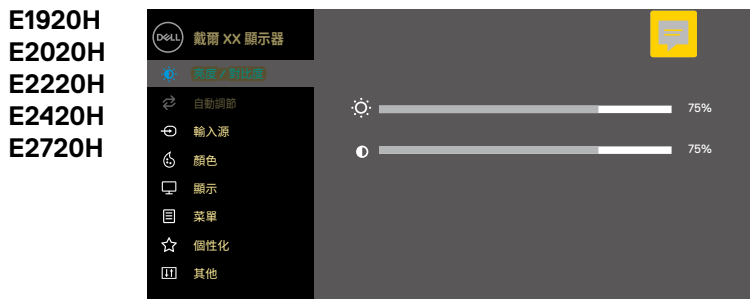 E1920H
E2020H
E2220H
E2420H
E2720H
DELL 戴爾 XX 顯示器
亮度 / 對比度
自動調節
輸入源
顏色
顯示
菜單
個性化
其他
75%
75%